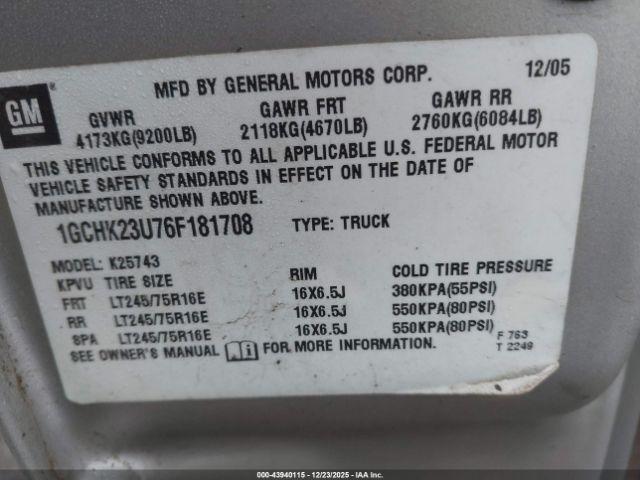 GM
MFD BY GENERAL MOTORS CORP. 12/05
GVWR GAWR FRT GAWR RR
4173KG(9200LB) 2118KG(4670LB) 2760KG(6084LB)
THIS VEHICLE CONFORMS TO ALL APPLICABLE U.S. FEDERAL MOTOR
VEHICLE SAFETY STANDARDS IN EFFECT ON THE DATE OF
MANUFACTURE SHOWN ABOVE.
1GCHK23U76F181708 TYPE: TRUCK
MODEL: K25743
KPVU TIRE SIZE RIM COLD TIRE PRESSURE
FRT LT245/75R16E 16X6.5J 380KPA(55PSI)
RR LT245/75R16E 16X6.5J 550KPA(80PSI)
SPA LT245/75R16E 16X6.5J 550KPA(80PSI)
SEE OWNER'S MANUAL FOR MORE INFORMATION.
F 763
T 2249
000-43940115 - 12/23/2025 - IAA Inc.